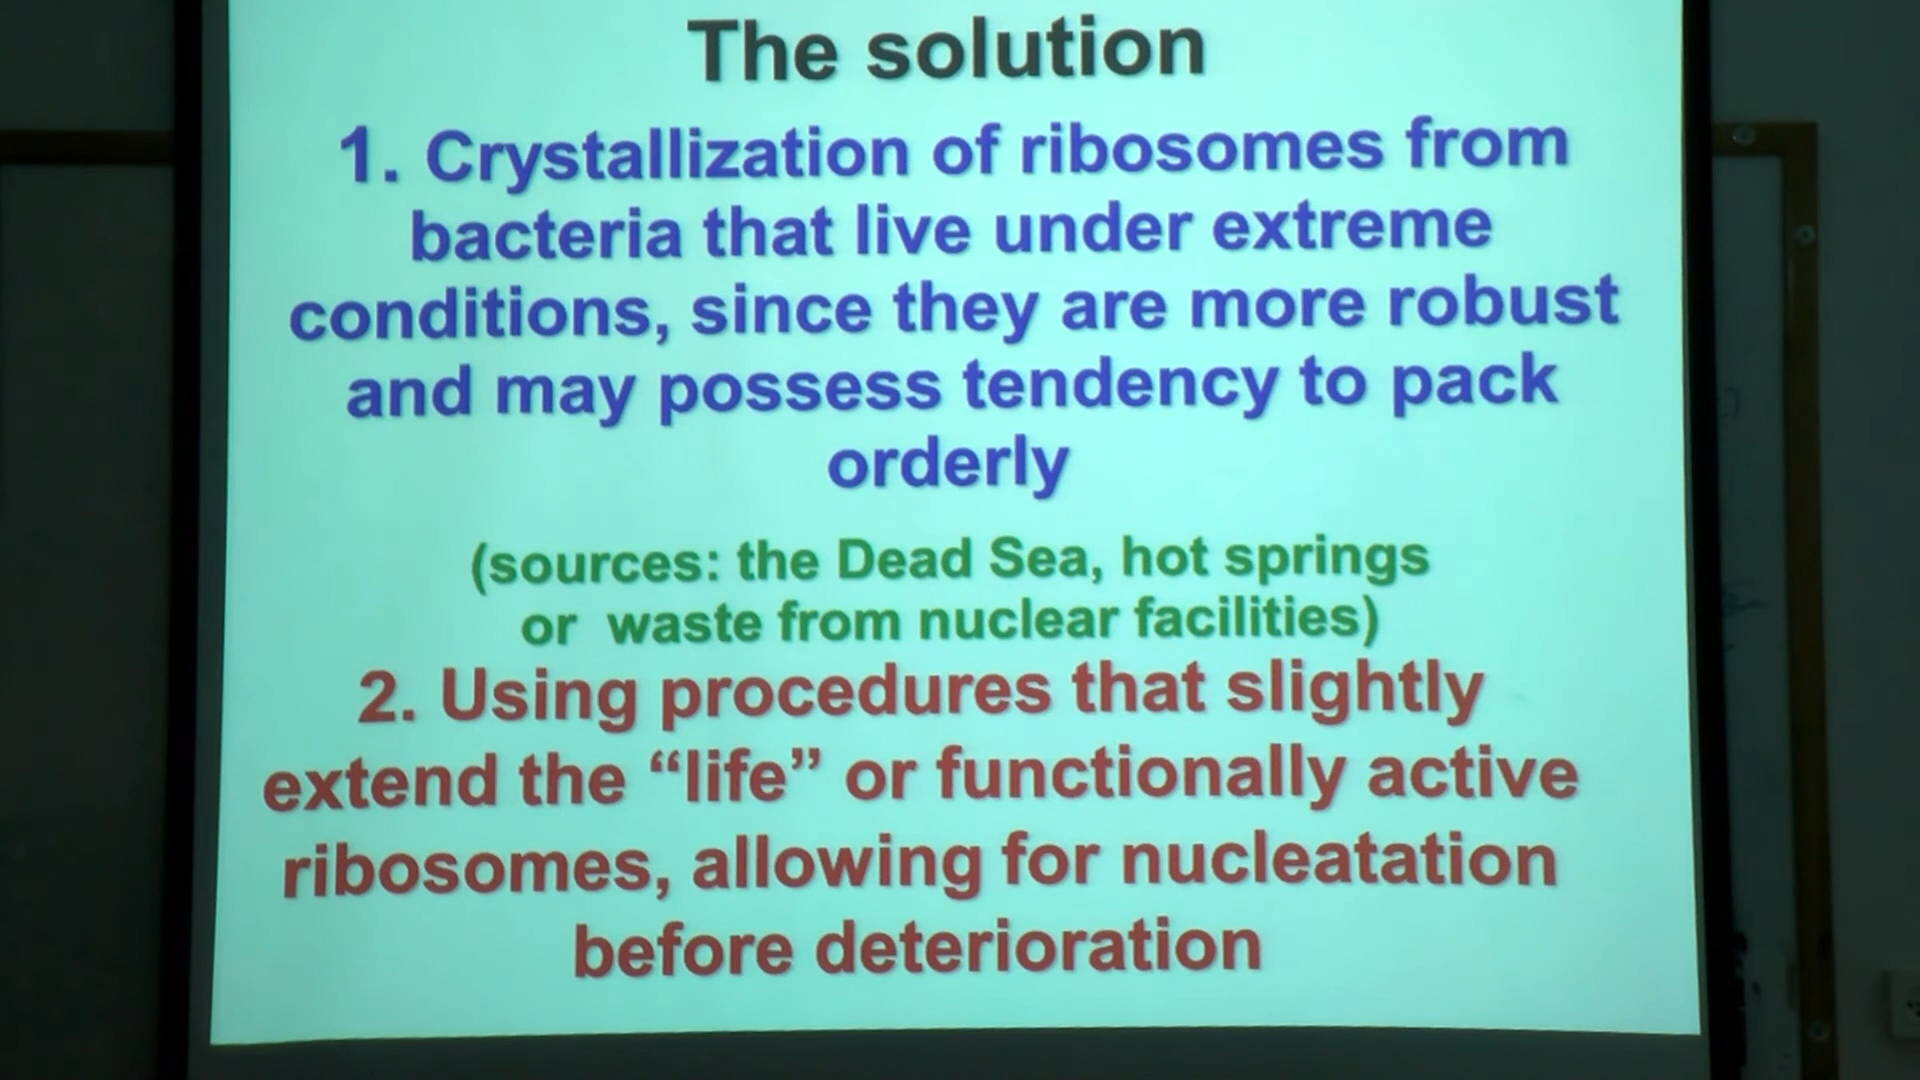 The solution
1. Crystallization of ribosomes from
bacteria that live under extreme
conditions, since they are more robust
and may possess tendency to pack
orderly
(sources: the Dead Sea, hot springs
or waste from nuclear facilities)
2. Using procedures that slightly
extend the “life” or functionally active
ribosomes, allowing for nucleatation
before deterioration